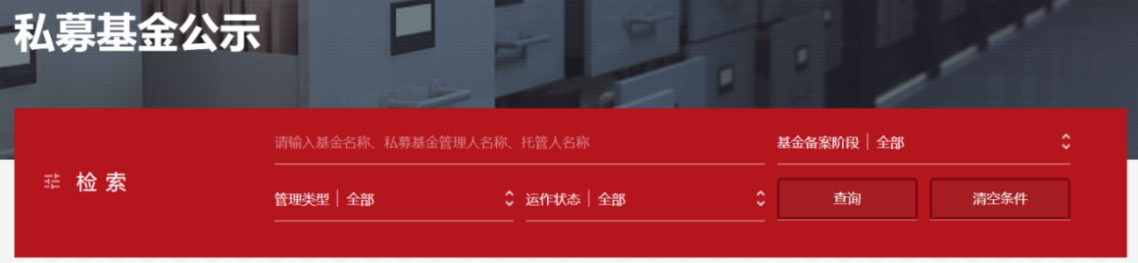 私募基金公示
请输入基金名称、私募基金管理人名称、托管人名称
基金备案阶段 | 全部
检索
管理类型 | 全部
运作状态 | 全部
查询
清空条件